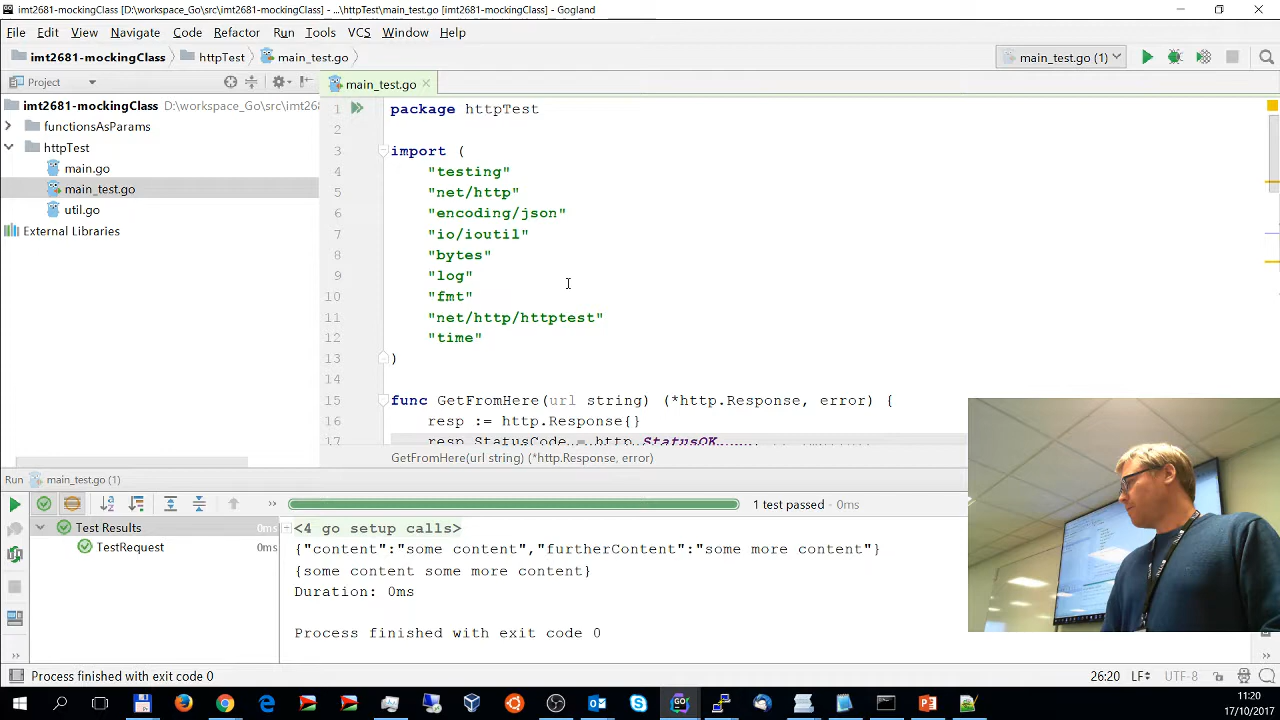 imt2681-mockingClass [D:\workspace_Go\src\imt2681-mockingClass] - ...\httpTest\main_test.go [imt2681-mockingClass] - Gogland
File Edit View Navigate Code Refactor Run Tools VCS Window Help
imt2681-mockingClass httpTest main_test.go main_test.go (1)
Project
main_test.go
imt2681-mockingClass D:\workspace_Go\src\imt26
functionsAsParams
httpTest
main.go
main_test.go
util.go
External Libraries
1 package httpTest
2
3 import (
4 "testing"
5 "net/http"
6 "encoding/json"
7 "io/ioutil"
8 "bytes"
9 "log"
10 "fmt"
11 "net/http/httptest"
12 "time"
13 )
14
15 func GetFromHere(url string) (*http.Response, error) {
16 resp := http.Response{}
17 resp.StatusCode = http.StatusOK
GetFromHere(url string) (*http.Response, error)
Run main_test.go (1)
1 test passed - 0ms
Test Results 0ms
TestRequest 0ms
<4 go setup calls>
{"content":"some content","furtherContent":"some more content"}
{some content some more content}
Duration: 0ms
Process finished with exit code 0
Process finished with exit code 0 26:20 LF UTF-8
11:20
17/10/2017